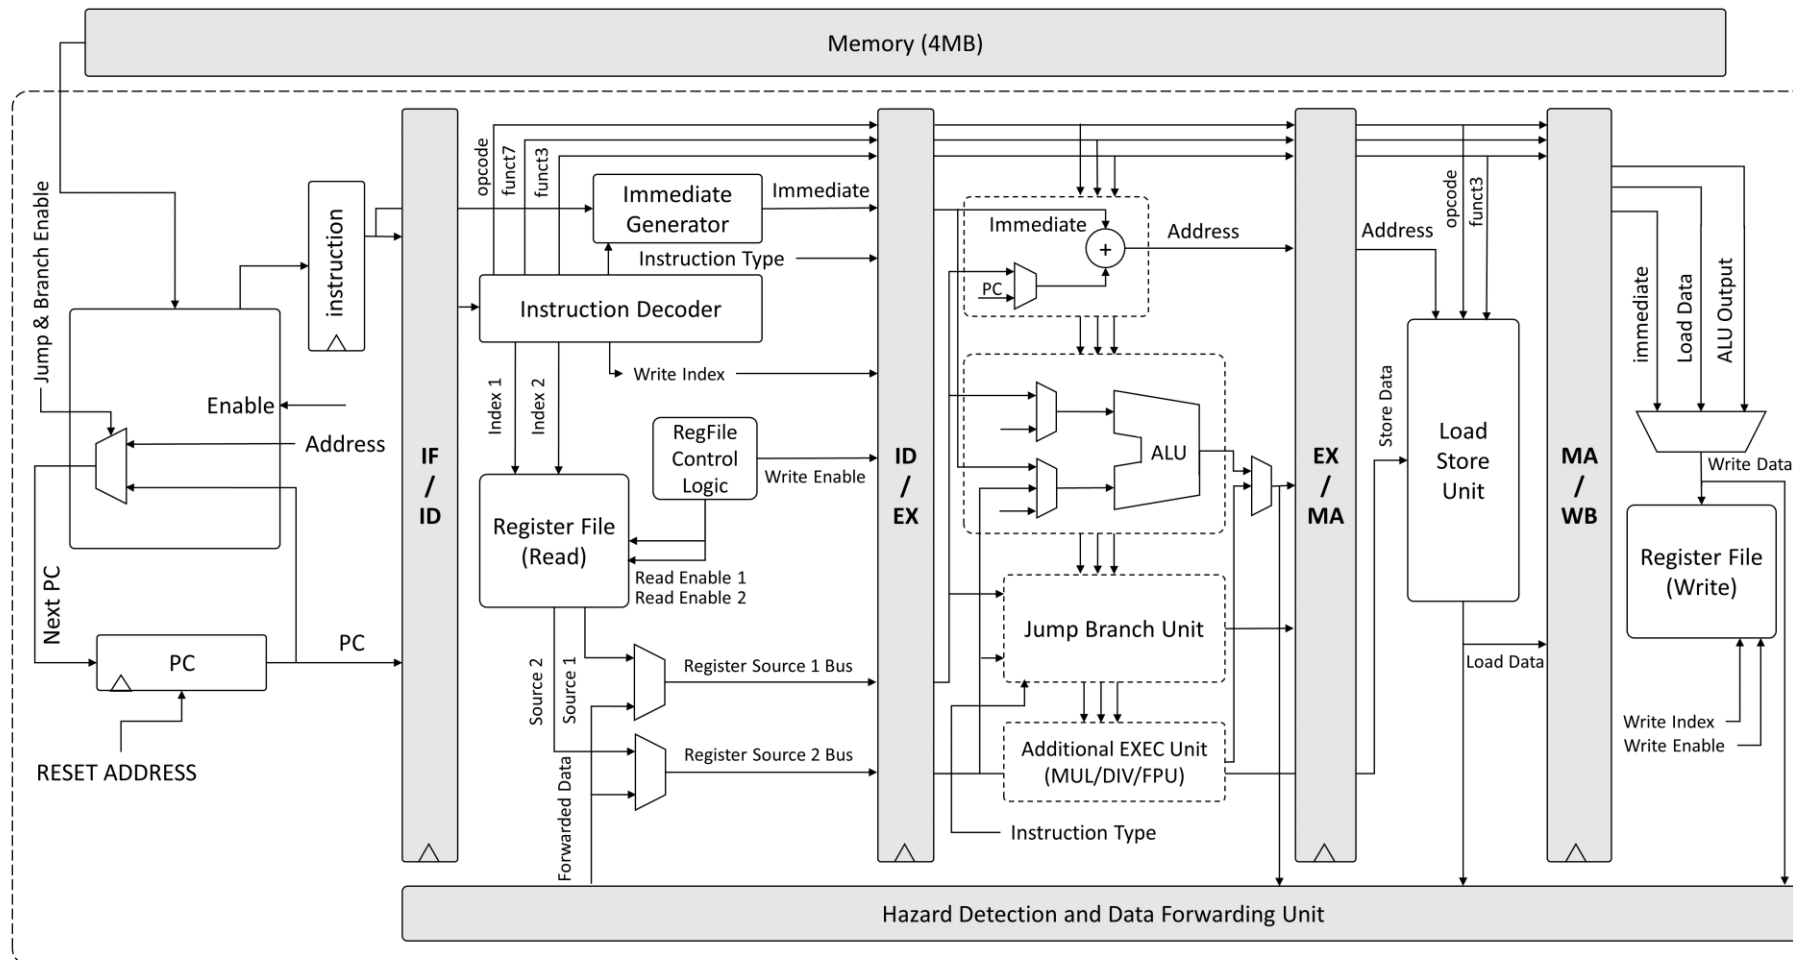 Memory (4MB)
Jump & Branch Enable
instruction
Enable
Address
Next PC
PC
PC
RESET ADDRESS
IF
/
ID
opcode
funct7
funct3
Immediate
Generator
Immediate
Instruction Type
Instruction Decoder
Write Index
Index 1
Index 2
RegFile
Control
Logic
Write Enable
Register File
(Read)
Read Enable 1
Read Enable 2
Source 2
Source 1
Register Source 1 Bus
Register Source 2 Bus
Forwarded Data
ID
/
EX
Immediate
+
PC
Address
ALU
Jump Branch Unit
Additional EXEC Unit
(MUL/DIV/FPU)
Instruction Type
EX
/
MA
Address
opcode
funct3
Store Data
Load
Store
Unit
Load Data
MA
/
WB
immediate
Load Data
ALU Output
Write Data
Register File
(Write)
Write Index
Write Enable
Hazard Detection and Data Forwarding Unit